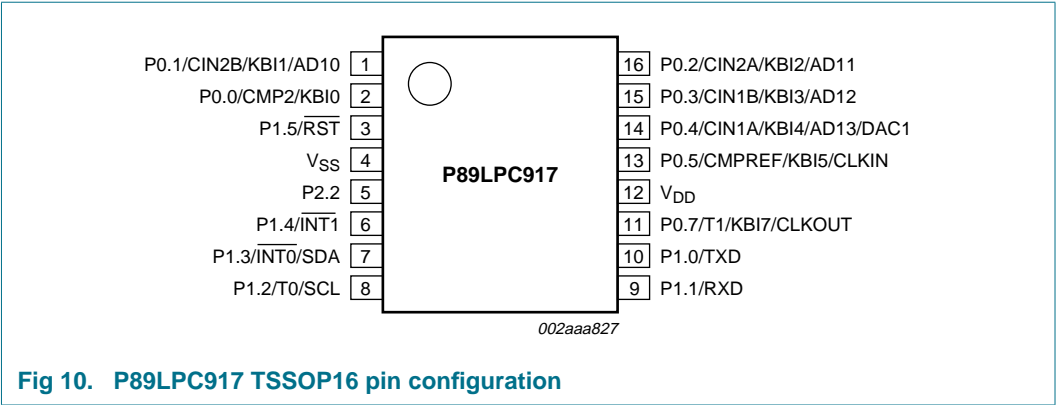 P0.1/CIN2B/KBI1/AD10 1
P0.0/CMP2/KBI0 2
P1.5/R̅S̅T̅ 3
VSS 4
P2.2 5
P1.4/I̅N̅T̅1̅ 6
P1.3/I̅N̅T̅0̅/SDA 7
P1.2/T0/SCL 8
P89LPC917
16 P0.2/CIN2A/KBI2/AD11
15 P0.3/CIN1B/KBI3/AD12
14 P0.4/CIN1A/KBI4/AD13/DAC1
13 P0.5/CMPREF/KBI5/CLKIN
12 VDD
11 P0.7/T1/KBI7/CLKOUT
10 P1.0/TXD
9 P1.1/RXD
002aaa827
Fig 10. P89LPC917 TSSOP16 pin configuration